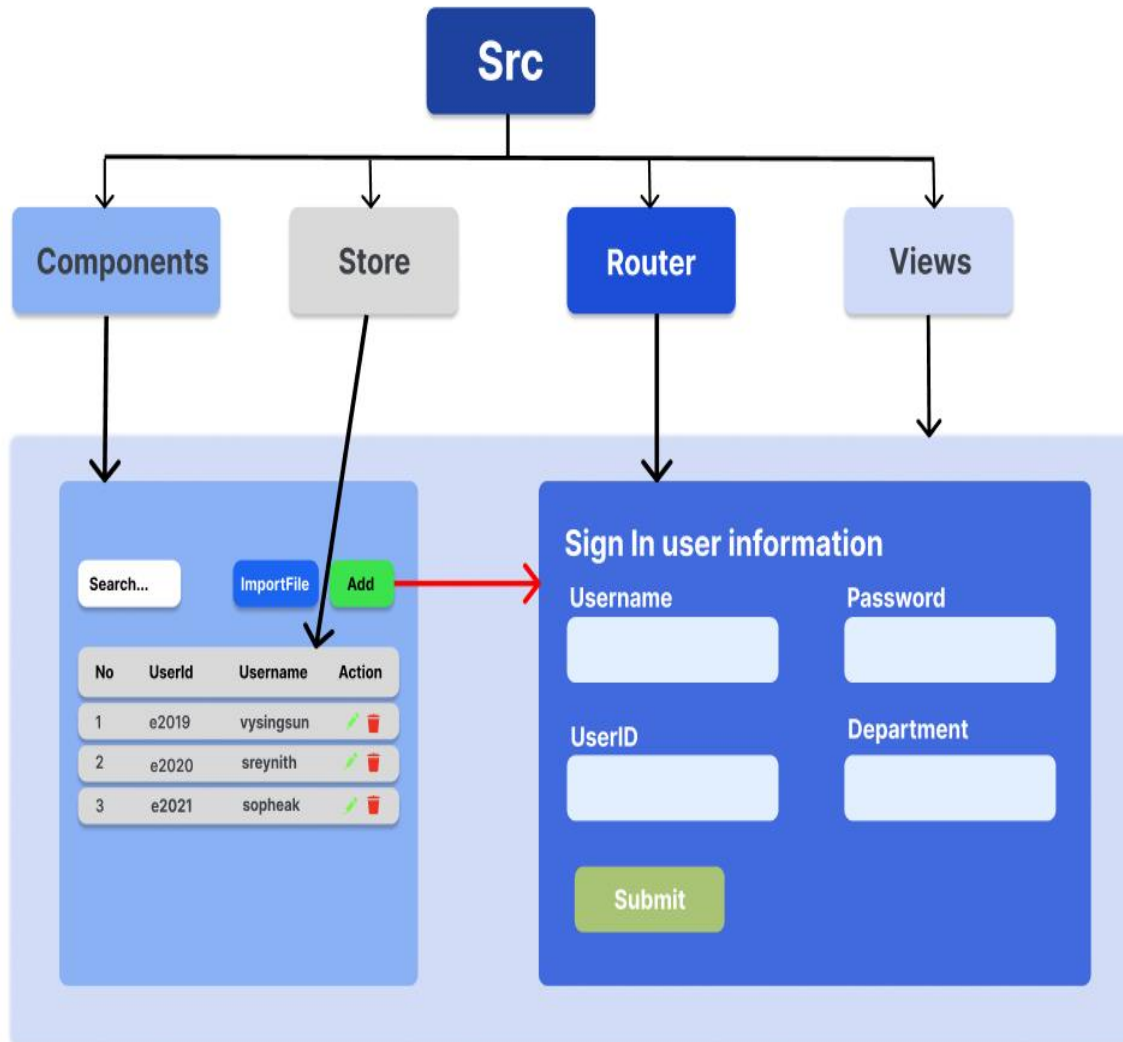 Src
Components Store Router Views
Sign In user information
Search... ImportFile Add
Username Password
No UserId Username Action
1 e2019 vysingsun
2 e2020 sreynith
3 e2021 sopheak
UserID Department
Submit